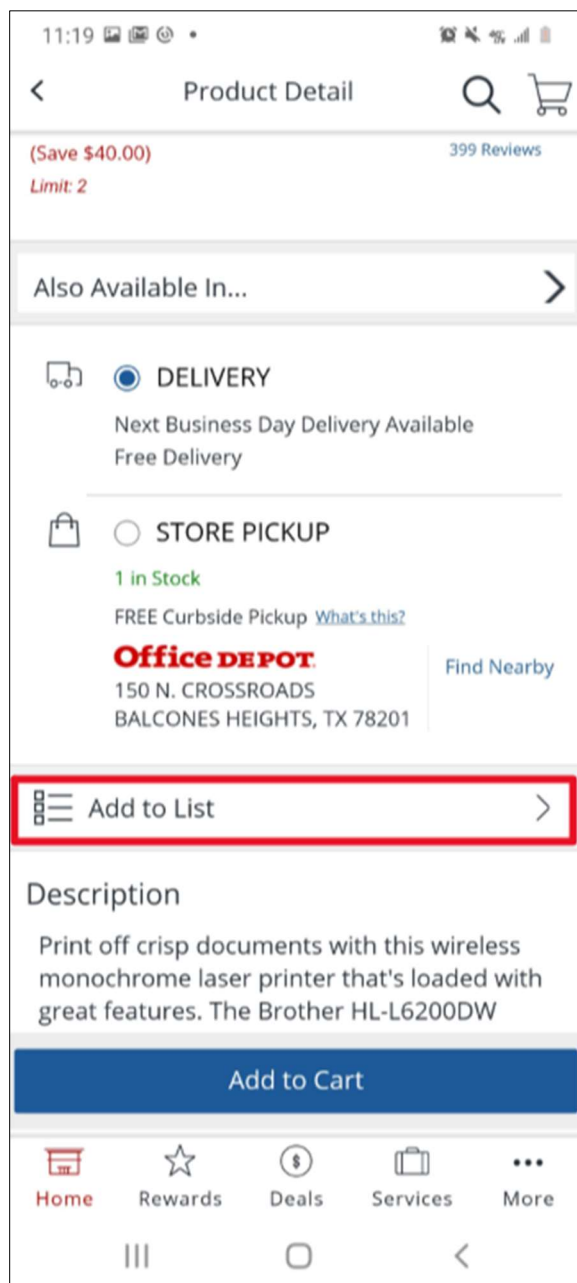 11:19
Product Detail
(Save $40.00)
399 Reviews
Limit: 2
Also Available In...
DELIVERY
Next Business Day Delivery Available
Free Delivery
STORE PICKUP
1 in Stock
FREE Curbside Pickup What's this?
Office DEPOT
150 N. CROSSROADS
BALCONES HEIGHTS, TX 78201
Find Nearby
Add to List
Description
Print off crisp documents with this wireless
monochrome laser printer that's loaded with
great features. The Brother HL-L6200DW
Add to Cart
Home Rewards Deals Services More